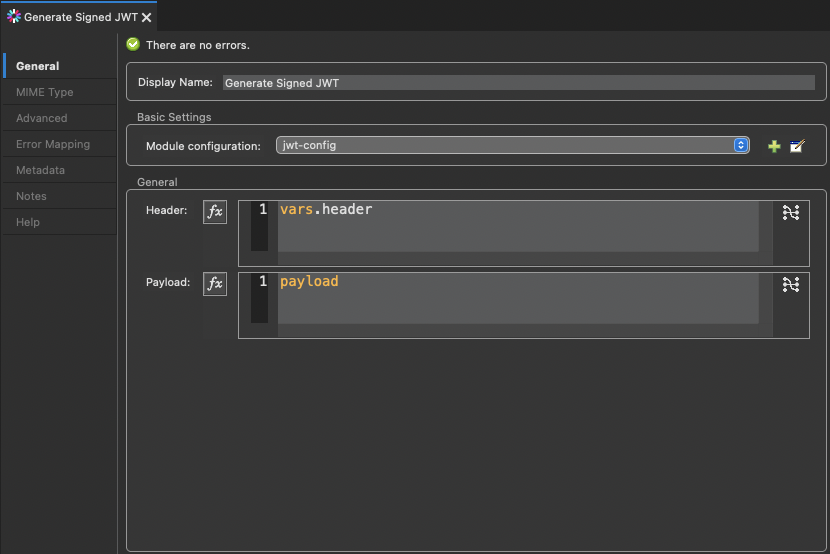 Generate Signed JWT
There are no errors.
General
MIME Type
Advanced
Error Mapping
Metadata
Notes
Help
Display Name: Generate Signed JWT
Basic Settings
Module configuration: jwt-config
General
Header: fx 1 vars.header
Payload: fx 1 payload